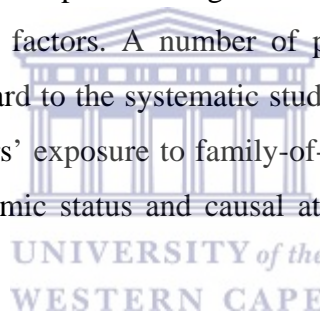 factors. A number of p
ard to the systematic stud
s’ exposure to family-of-
mic status and causal at
UNIVERSITY of the
WESTERN CAPE